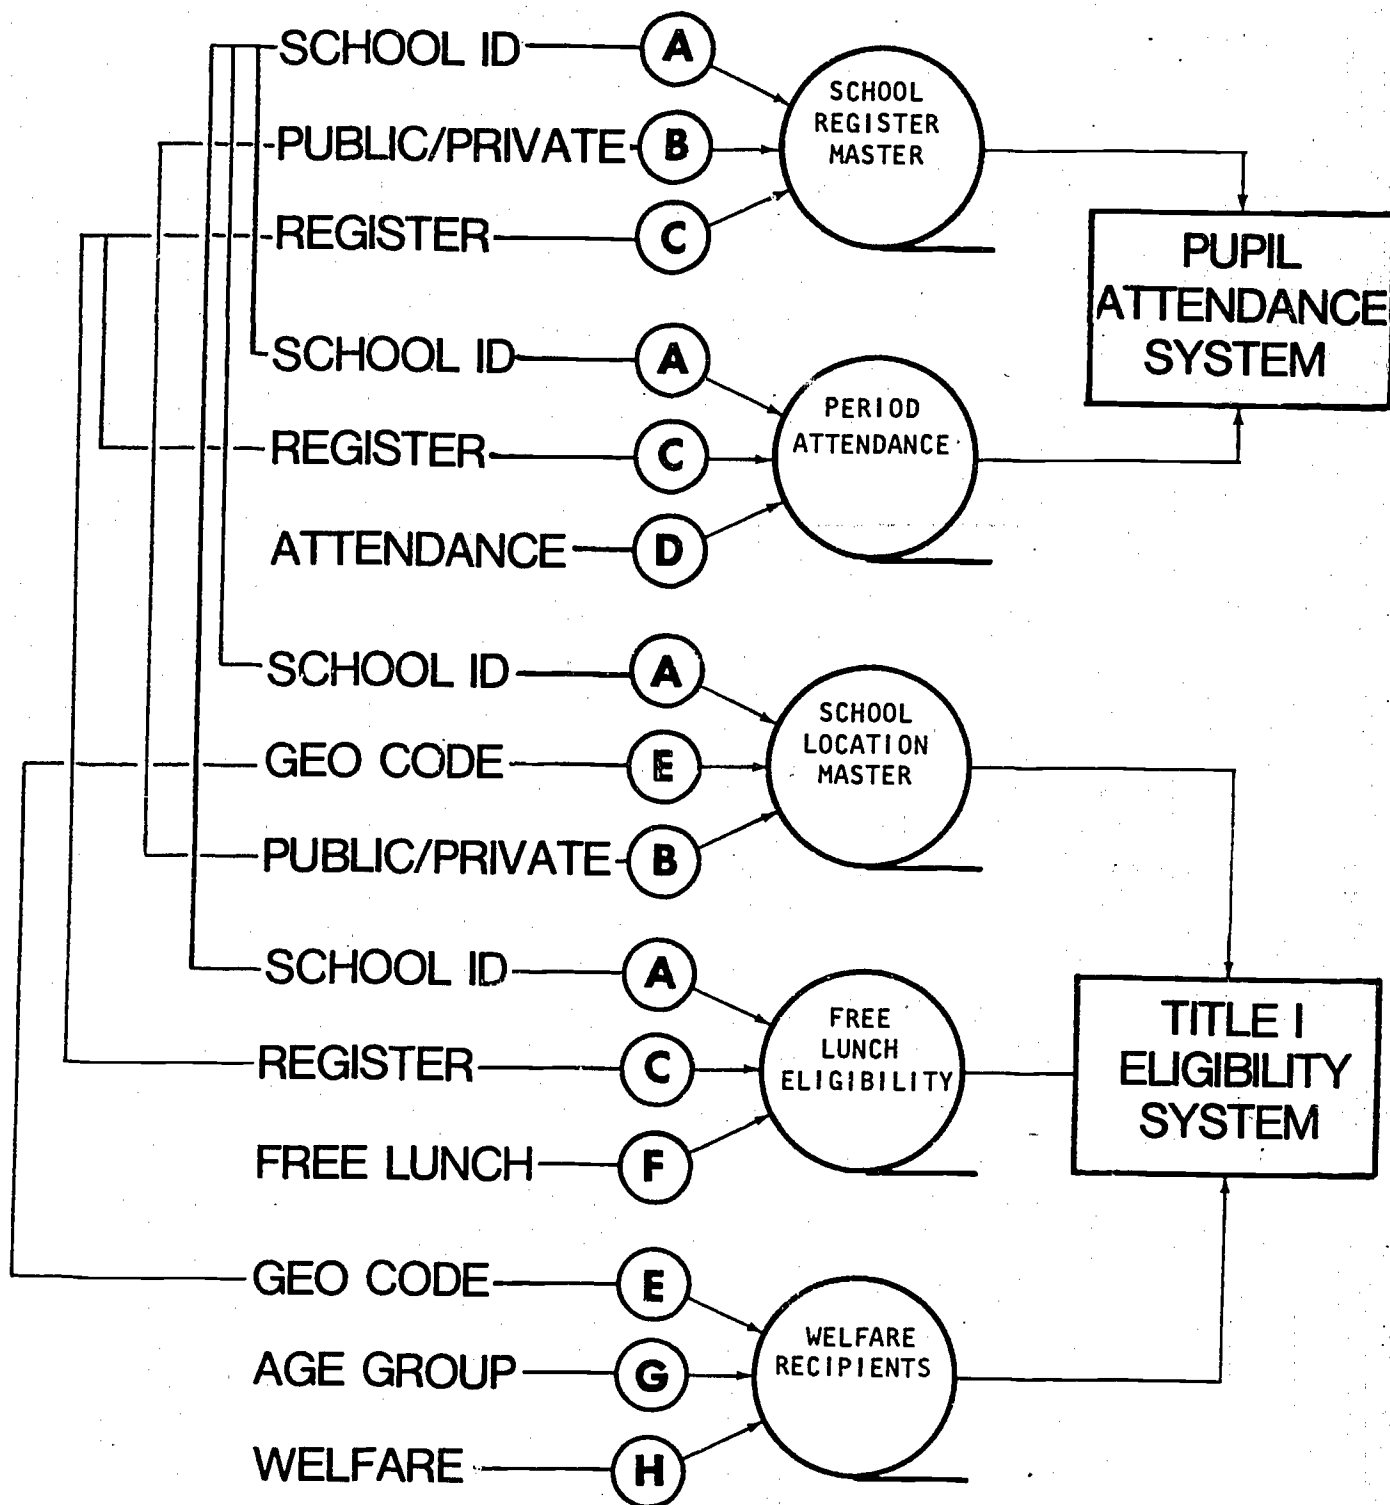 SCHOOL ID A
PUBLIC/PRIVATE B
REGISTER C
SCHOOL
REGISTER
MASTER
PUPIL
ATTENDANCE
SYSTEM
SCHOOL ID A
REGISTER C
ATTENDANCE D
PERIOD
ATTENDANCE
SCHOOL ID A
GEO CODE E
PUBLIC/PRIVATE B
SCHOOL
LOCATION
MASTER
SCHOOL ID A
REGISTER C
FREE LUNCH F
FREE
LUNCH
ELIGIBILITY
TITLE I
ELIGIBILITY
SYSTEM
GEO CODE E
AGE GROUP G
WELFARE H
WELFARE
RECIPIENTS